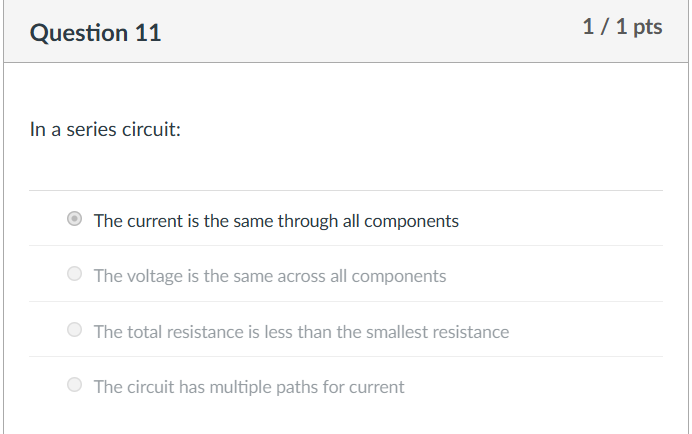 Question 11
1 / 1 pts
In a series circuit:
The current is the same through all components
The voltage is the same across all components
The total resistance is less than the smallest resistance
The circuit has multiple paths for current